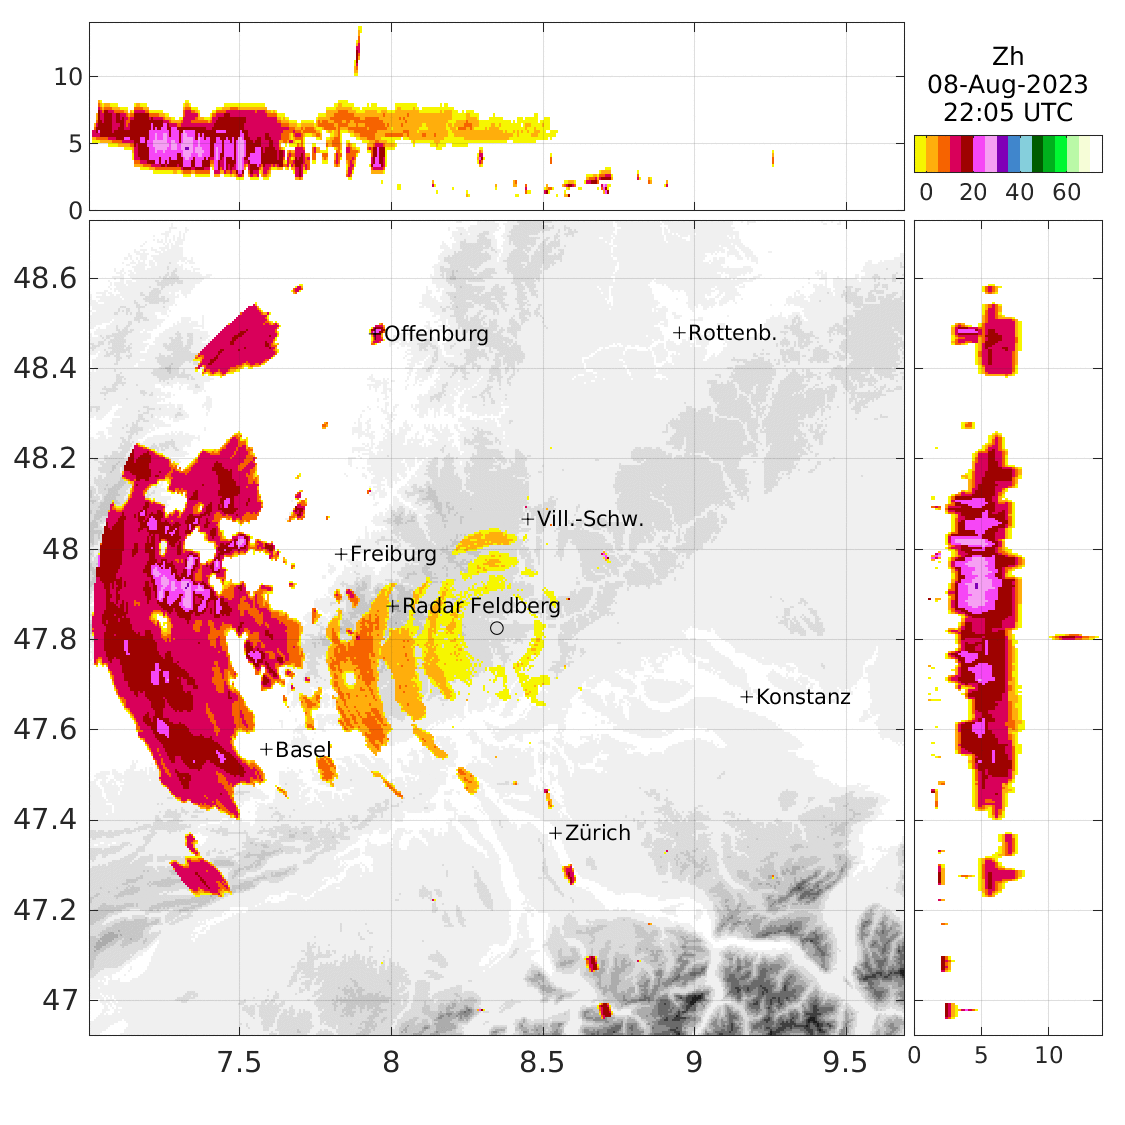 10
5
0
Zh
08-Aug-2023
22:05 UTC
0 20 40 60
48.6
48.4
48.2
48
47.8
47.6
47.4
47.2
47
Offenburg
Rottenb.
Vill.-Schw.
Freiburg
Radar Feldberg
Konstanz
Basel
Zürich
7.5 8 8.5 9 9.5
0 5 10